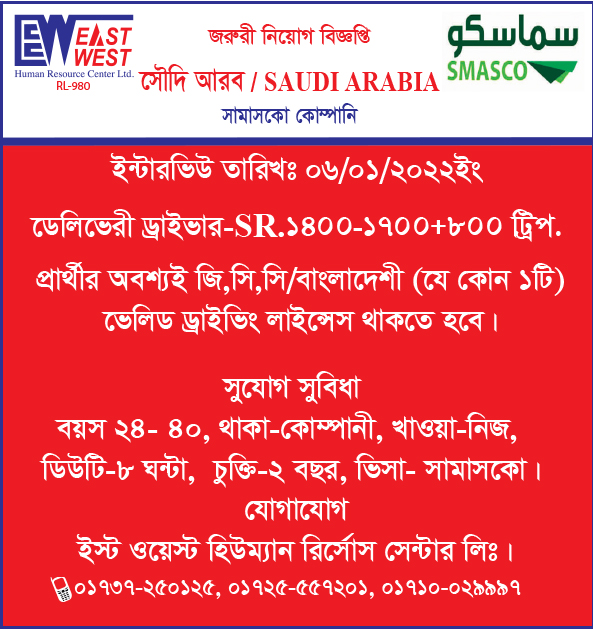 EW EAST
WEST
Human Resource Center Ltd.
RL-980
জরুরী নিয়োগ বিজ্ঞপ্তি
সৌদি আরব / SAUDI ARABIA
সামাসকো কোম্পানি
سماسكو
SMASCO
ইন্টারভিউ তারিখঃ ০৬/০১/২০২২ইং
ডেলিভেরী ড্রাইভার-SR.১৪০০-১৭০০+৮০০ ট্রিপ.
প্রার্থীর অবশ্যই জি,সি,সি/বাংলাদেশী (যে কোন ১টি)
ভেলিড ড্রাইভিং লাইন্সেস থাকতে হবে।
সুযোগ সুবিধা
বয়স ২৪- ৪০, থাকা-কোম্পানী, খাওয়া-নিজ,
ডিউটি-৮ ঘন্টা, চুক্তি-২ বছর, ভিসা- সামাসকো।
যোগাযোগ
ইস্ট ওয়েস্ট হিউম্যান রির্সোস সেন্টার লিঃ।
০১৭৩৭-২৫০১২৫, ০১৭২৫-৫৫৭২০১, ০১৭১০-০২৯৯৯৭